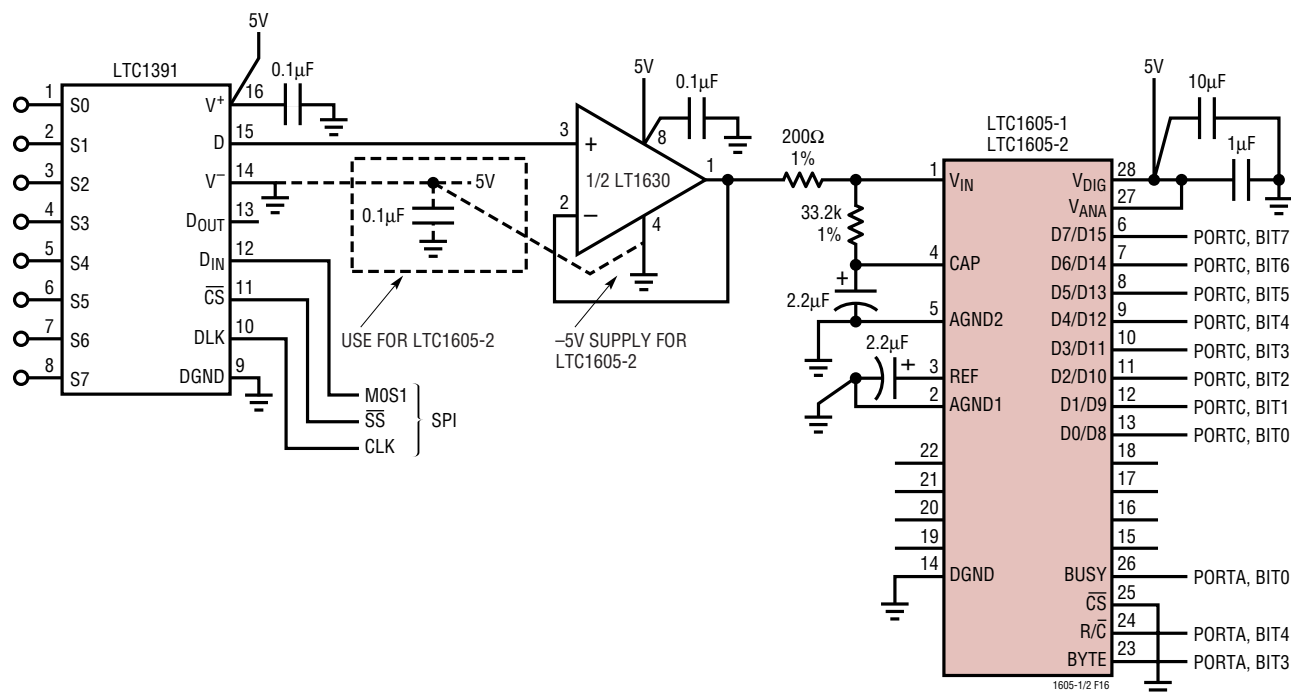 5V
LTC1391
0.1µF
1 S0
2 S1
3 S2
4 S3
5 S4
6 S5
7 S6
8 S7
V+ 16
D 15
V− 14
DOUT 13
DIN 12
CS 11
DLK 10
DGND 9
M0S1
SS
CLK
SPI
5V
0.1µF
USE FOR LTC1605-2
–5V SUPPLY FOR
LTC1605-2
5V
0.1µF
8
3 +
1/2 LT1630
2 –
1
4
200Ω
1%
33.2k
1%
2.2µF
+
2.2µF
+
LTC1605-1
LTC1605-2
1 VIN
4 CAP
5 AGND2
3 REF
2 AGND1
22
21
20
19
14 DGND
5V
10µF
1µF
VDIG 28
VANA 27
D7/D15 6 PORTC, BIT7
D6/D14 7 PORTC, BIT6
D5/D13 8 PORTC, BIT5
D4/D12 9 PORTC, BIT4
D3/D11 10 PORTC, BIT3
D2/D10 11 PORTC, BIT2
D1/D9 12 PORTC, BIT1
D0/D8 13 PORTC, BIT0
18
17
16
15
BUSY 26 PORTA, BIT0
CS 25
R/C 24 PORTA, BIT4
BYTE 23 PORTA, BIT3
1605-1/2 F16